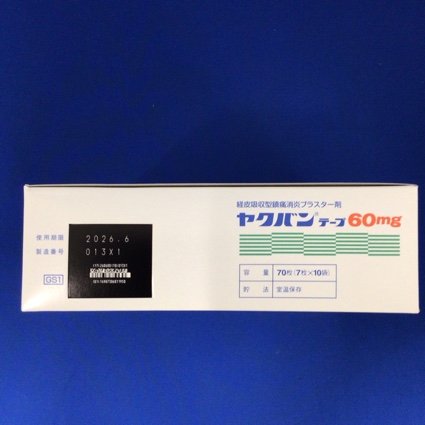 経皮吸収型鎮痛消炎プラスター剤
ヤクバン®テープ60mg
使用期限 2026.6
製造番号 013X1
GS1
容量 70枚(7枚×10袋)
貯法 室温保存